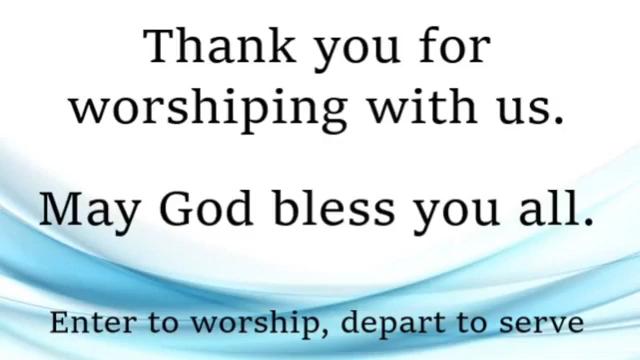 Thank you for
worshiping with us.
May God bless you all.
Enter to worship, depart to serve